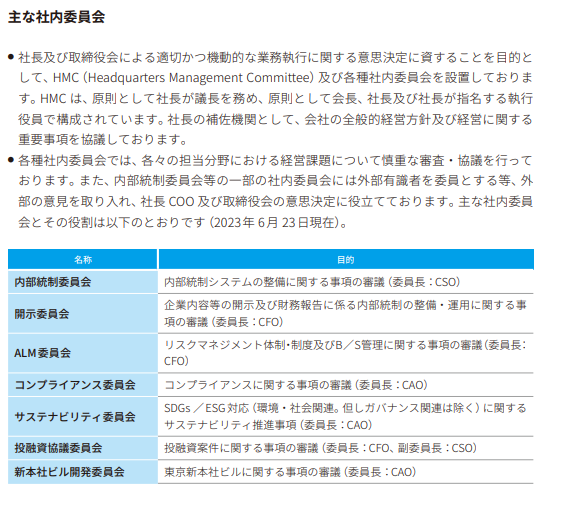 主な社内委員会
● 社長及び取締役会による適切かつ機動的な業務執行に関する意思決定に資することを目的と
して、HMC（Headquarters Management Committee）及び各種社内委員会を設置しておりま
す。HMC は、原則として社長が議長を務め、原則として会長、社長及び社長が指名する執行
役員で構成されています。社長の補佐機関として、会社の全般的経営方針及び経営に関する
重要事項を協議しております。
● 各種社内委員会では、各々の担当分野における経営課題について慎重な審査・協議を行って
おります。また、内部統制委員会等の一部の社内委員会には外部有識者を委員とする等、外
部の意見を取り入れ、社長 COO 及び取締役会の意思決定に役立てております。主な社内委員
会とその役割は以下のとおりです（2023年 6月 23日現在）。
名称 目的
内部統制委員会 内部統制システムの整備に関する事項の審議（委員長：CSO）
開示委員会 企業内容等の開示及び財務報告に係る内部統制の整備・運用に関する事
項の審議（委員長：CFO）
ALM委員会 リスクマネジメント体制・制度及びB／S管理に関する事項の審議（委員長：
CFO）
コンプライアンス委員会 コンプライアンスに関する事項の審議（委員長：CAO）
サステナビリティ委員会 SDGs ／ESG対応（環境・社会関連。但しガバナンス関連は除く）に関する
サステナビリティ推進事項（委員長：CAO）
投融資協議委員会 投融資案件に関する事項の審議（委員長：CFO、副委員長：CSO）
新本社ビル開発委員会 東京新本社ビルに関する事項の審議（委員長：CAO）